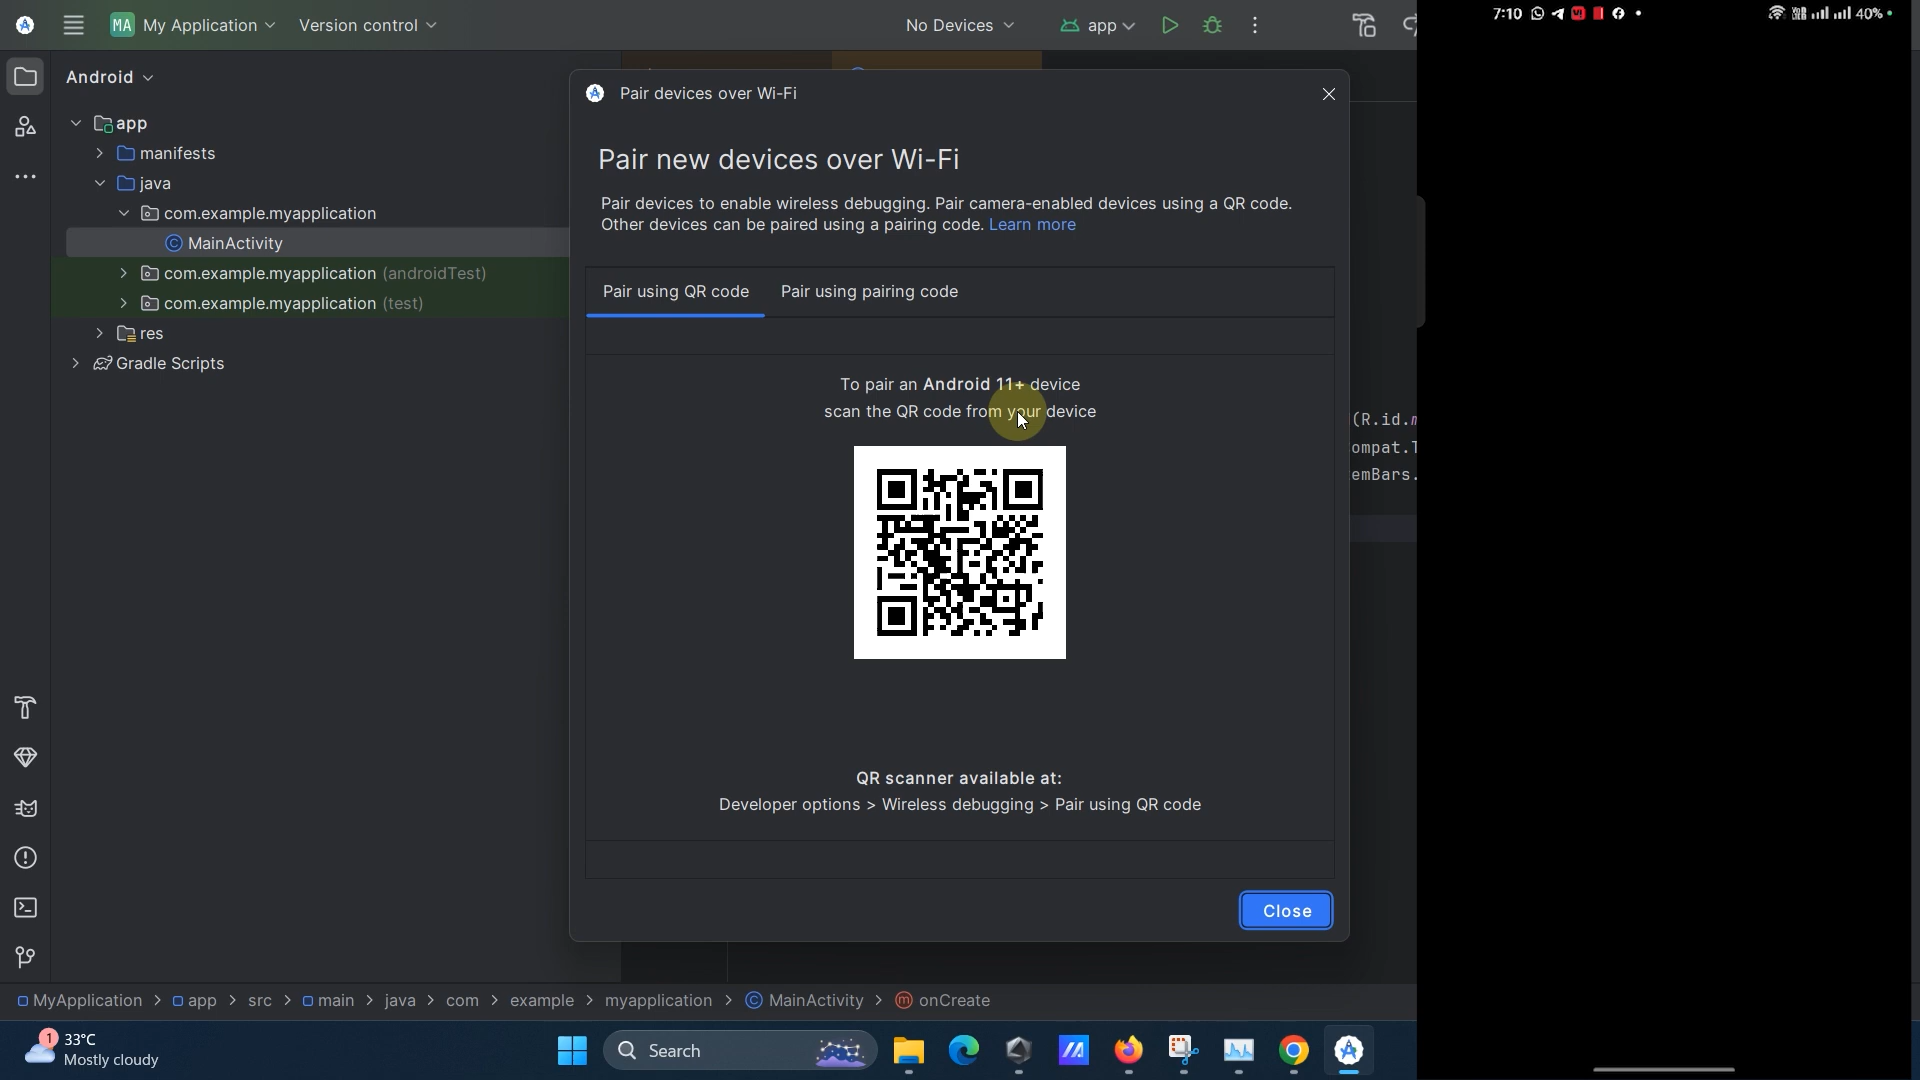 MA My Application
Version control
No Devices
app
7:10
40%
Android
Pair devices over Wi-Fi
app
manifests
java
com.example.myapplication
MainActivity
com.example.myapplication (androidTest)
com.example.myapplication (test)
res
Gradle Scripts
Pair new devices over Wi-Fi
Pair devices to enable wireless debugging. Pair camera-enabled devices using a QR code.
Other devices can be paired using a pairing code. Learn more
Pair using QR code
Pair using pairing code
To pair an Android 11+ device
scan the QR code from your device
(R.id.m
ompat.T
emBars.
QR scanner available at:
Developer options > Wireless debugging > Pair using QR code
Close
MyApplication > app > src > main > java > com > example > myapplication > MainActivity > onCreate
1
33°C
Mostly cloudy
Search